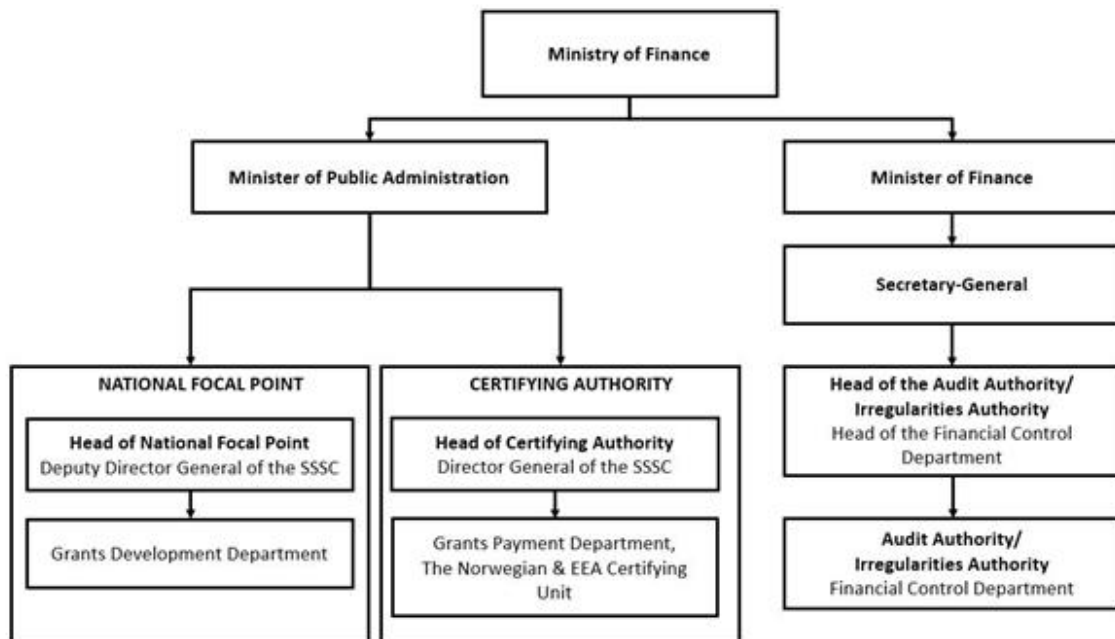 Ministry of Finance
Minister of Public Administration
Minister of Finance
Secretary-General
NATIONAL FOCAL POINT
Head of National Focal Point
Deputy Director General of the SSSC
Grants Development Department
CERTIFYING AUTHORITY
Head of Certifying Authority
Director General of the SSSC
Grants Payment Department,
The Norwegian & EEA Certifying
Unit
Head of the Audit Authority/
Irregularities Authority
Head of the Financial Control
Department
Audit Authority/
Irregularities Authority
Financial Control Department